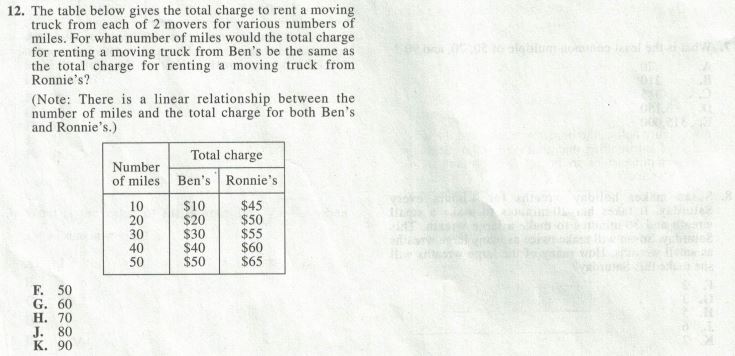 12. The table below gives the total charge to rent a moving
truck from each of 2 movers for various numbers of
miles. For what number of miles would the total charge
for renting a moving truck from Ben's be the same as
the total charge for renting a moving truck from
Ronnie's?
(Note: There is a linear relationship between the
number of miles and the total charge for both Ben's
and Ronnie's.)
Number of miles Total charge
Ben's Ronnie's
10 $10 $45
20 $20 $50
30 $30 $55
40 $40 $60
50 $50 $65
F. 50
G. 60
H. 70
J. 80
K. 90